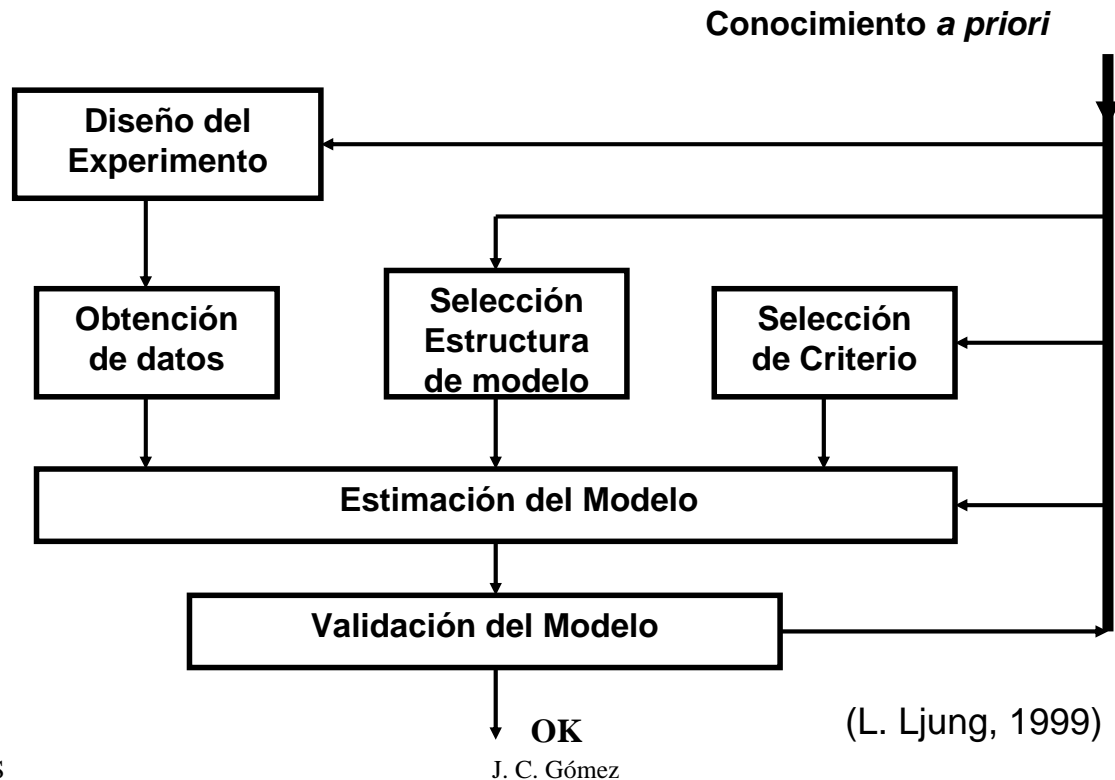 Conocimiento a priori
Diseño del
Experimento
Obtención
de datos
Selección
Estructura
de modelo
Selección
de Criterio
Estimación del Modelo
Validación del Modelo
OK
(L. Ljung, 1999)
s
J. C. Gómez